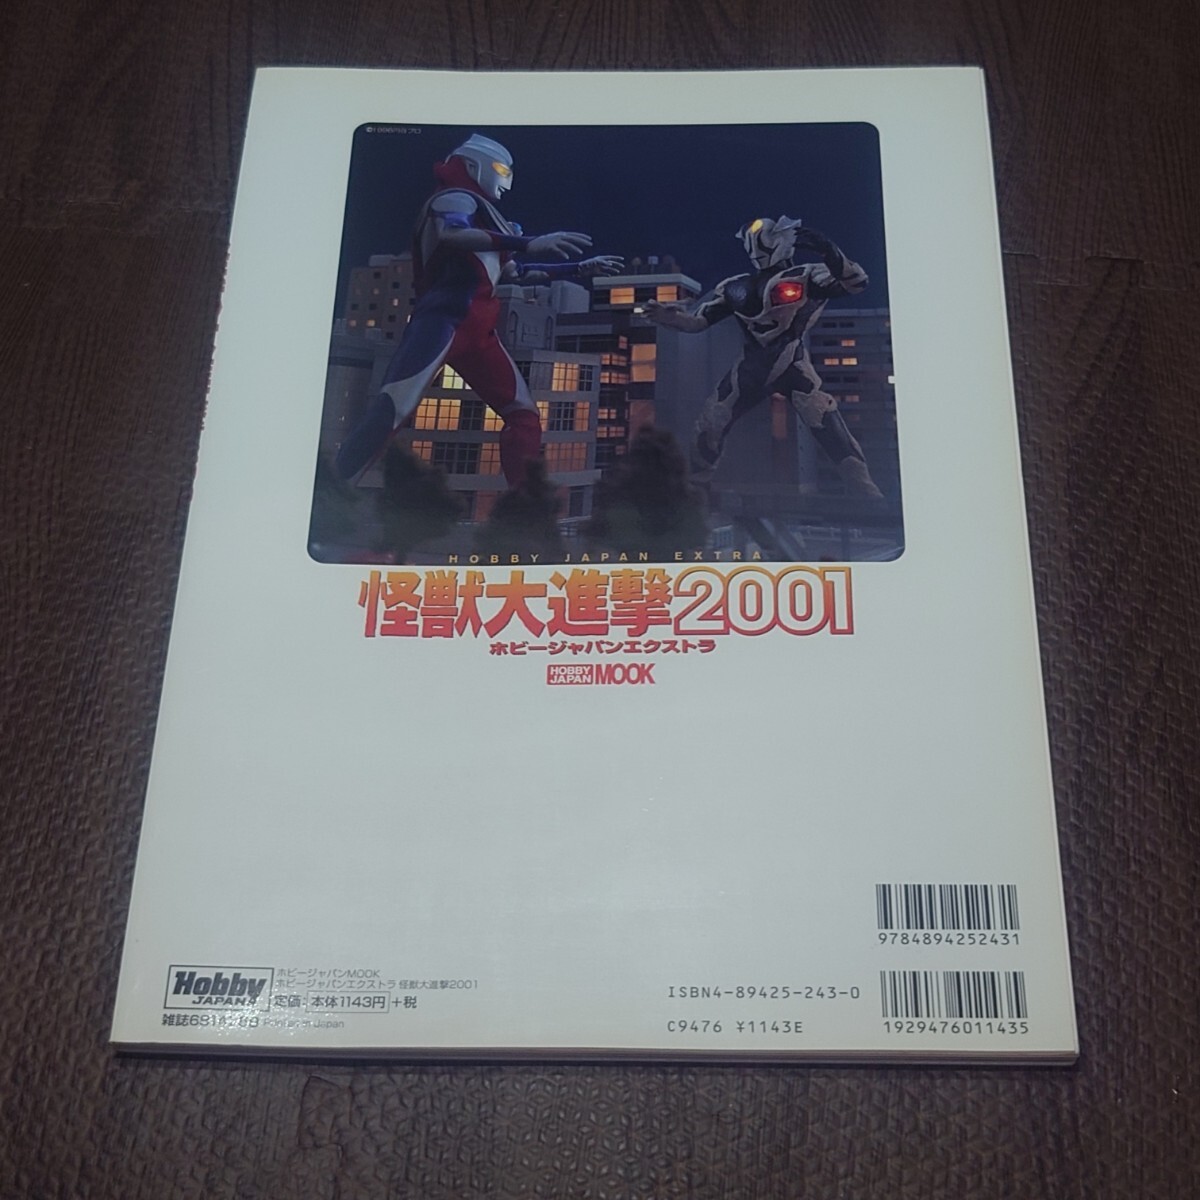 HOBBY JAPAN EXTRA
怪獣大進撃2001
ホビージャパンエクストラ
HOBBY JAPAN MOOK
9784894252431
ISBN4-89425-243-0
C9476 ¥1143E
1929476011435
Hobby JAPAN
ホビージャパンMOOK
ホビージャパンエクストラ 怪獣大進撃2001
定価: 本体1143円 +税
Printed in Japan